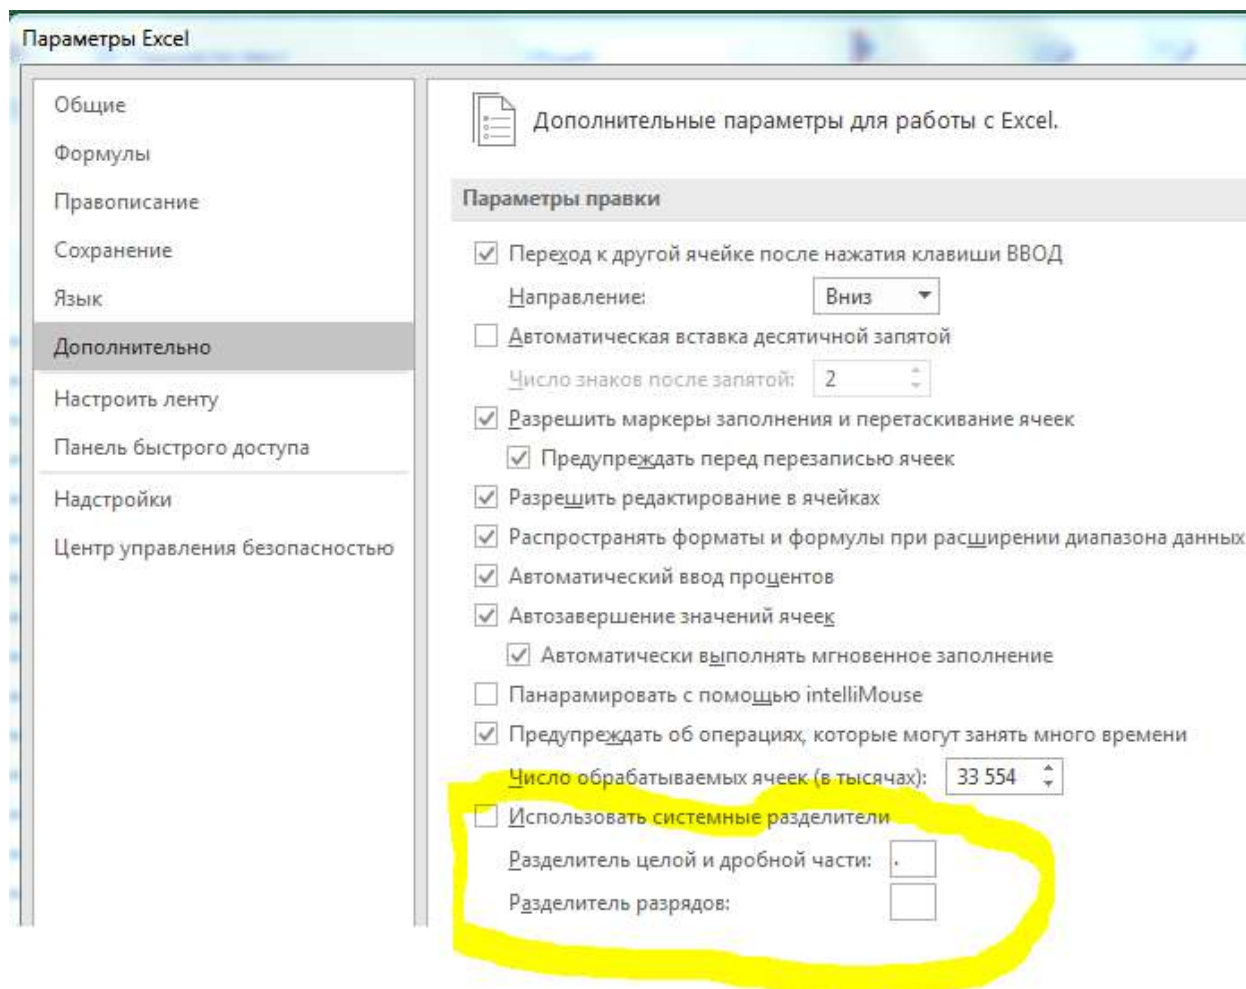 Параметры Excel
Общие
Формулы
Правописание
Сохранение
Язык
Дополнительно
Настроить ленту
Панель быстрого доступа
Надстройки
Центр управления безопасностью
Дополнительные параметры для работы с Excel.
Параметры правки
Переход к другой ячейке после нажатия клавиши ВВОД
Направление: Вниз
Автоматическая вставка десятичной запятой
Число знаков после запятой: 2
Разрешить маркеры заполнения и перетаскивание ячеек
Предупреждать перед перезаписью ячеек
Разрешить редактирование в ячейках
Распространять форматы и формулы при расширении диапазона данных
Автоматический ввод процентов
Автозавершение значений ячеек
Автоматически выполнять мгновенное заполнение
Панарамировать с помощью intelliMouse
Предупреждать об операциях, которые могут занять много времени
Число обрабатываемых ячеек (в тысячах): 33 554
Использовать системные разделители
Разделитель целой и дробной части: .
Разделитель разрядов: